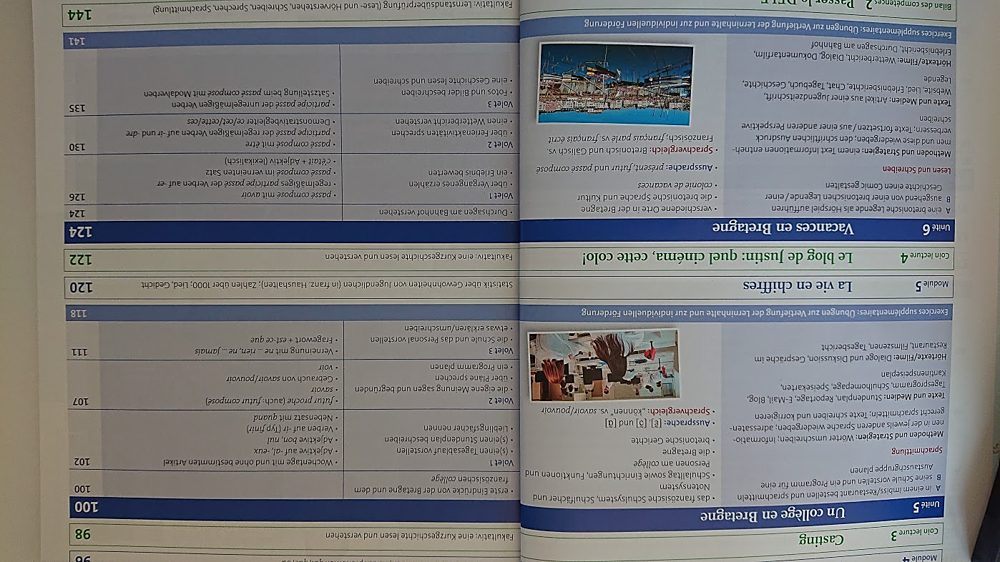 Module 4
96
Coin lecture 3 Casting
Fakultativ: eine Kurzgeschichte lesen und verstehen 98
Unité 5 Un collège en Bretagne 100
A in einem Imbiss/Restaurant bestellen und sprachmitteln
B seine Schule vorstellen und ein Programm für eine
Austauschgruppe planen
Sprachmittlung
Methoden und Strategien: Wörter umschreiben; Informatio-
nen in der jeweils anderen Sprache wiedergeben; adressaten-
gerecht sprachmitteln; Texte schreiben und korrigieren
Texte und Medien: Stundenplan, Reportage, E-Mail, Blog,
Tagesprogramm, Schulhomepage, Speisekarten,
Kantinenspeiseplan
Hörtexte/Filme: Dialoge und Diskussion, Gespräche im
Restaurant, Filmszenen, Tagesbericht
• das französische Schulsystem, Schulfächer und
Notensystem
• Schulalltag sowie Einrichtungen, Funktionen und
Personen am collège
• die Bretagne
• bretonische Gerichte
• Aussprache: [ɛ̃], [ɔ̃] und [ɑ̃]
• Sprachvergleich: „können" vs. savoir/pouvoir
• erste Eindrücke von der Bretagne und dem
französischen collège
100
Volet 1
• (s)einen Tagesablauf vorstellen
• (s)einen Stundenplan beschreiben
• Lieblingsfächer nennen
• Wochentage mit und ohne bestimmten Artikel
• Adjektive auf -al, -eux
• Adjektive bon, nul
• Verben auf -ir (Typ finir)
• Nebensatz mit quand
102
Volet 2
• die eigene Meinung sagen und begründen
• über Pläne sprechen
• ein Programm planen
• futur proche (auch: futur composé)
• savoir
• Gebrauch von savoir/pouvoir
• voir
107
Volet 3
• die Schule und das Personal vorstellen
• etwas erklären/umschreiben
• Verneinung mit ne ... rien, ne ... jamais
• Fragewort + est-ce que
111
Exercices supplémentaires: Übungen zur Vertiefung der Lerninhalte und zur individuellen Förderung 118
Module 5 La vie en chiffres
Statistik über Gewohnheiten von Jugendlichen (in franz. Haushalten); Zahlen über 1000; Lied, Gedicht 120
Coin lecture 4 Le blog de Justin: quel cinéma, cette colo!
Fakultativ: eine Kurzgeschichte lesen und verstehen 122
Unité 6 Vacances en Bretagne 124
A eine bretonische Legende als Hörspiel aufführen
B ausgehend von einer bretonischen Legende/einer
Geschichte einen Comic gestalten
Lesen und Schreiben
Methoden und Strategien: einem Text Informationen entneh-
men und diese wiedergeben; den schriftlichen Ausdruck
verbessern; Texte fortsetzen/aus einer anderen Perspektive
schreiben
Texte und Medien: Artikel aus einer Jugendzeitschrift,
Website, Lied, Erlebnisberichte, Chat, Tagebuch, Geschichte,
Legende
Hörtexte/Filme: Wetterbericht, Dialog, Dokumentarfilm,
Erlebnisbericht, Durchsagen am Bahnhof
• verschiedene Orte in der Bretagne
• die bretonische Sprache und Kultur
• colonie de vacances
• Aussprache: présent, futur und passé composé
• Sprachvergleich: Bretonisch und Gälisch vs.
Französisch; français parlé vs. français écrit
• Durchsagen am Bahnhof verstehen
124
Volet 1
• über Vergangenes erzählen
• ein Erlebnis bewerten
• passé composé mit avoir
• regelmäßiges participe passé der Verben auf -er
• passé composé im verneinten Satz
• c'était + Adjektiv (lexikalisch)
126
Volet 2
• über Ferienaktivitäten sprechen
• einen Wetterbericht verstehen
• passé composé mit être
• participe passé der regelmäßigen Verben auf -ir und -dre
• Demonstrativbegleiter ce/cet/cette/ces
130
Volet 3
• Fotos und Bilder beschreiben
• eine Geschichte lesen und schreiben
• participe passé der unregelmäßigen Verben
• Satzstellung beim passé composé mit Modalverben
135
Exercices supplémentaires: Übungen zur Vertiefung der Lerninhalte und zur individuellen Förderung 141
Bilan des compétences 2 Passer le DELF
Fakultativ: Lernstandsüberprüfung (Lese- und Hörverstehen, Schreiben, Sprechen, Sprachmittlung) 144